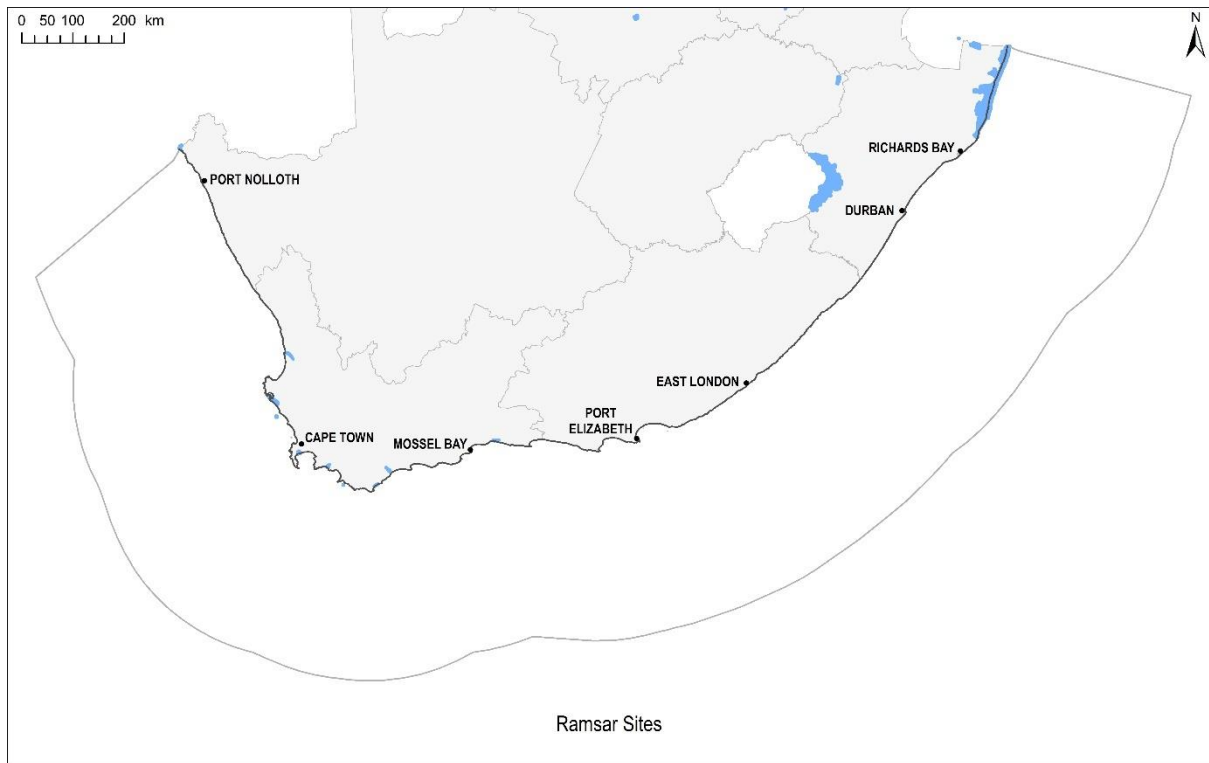 0 50 100 200 km
N
RICHARDS BAY
PORT NOLLOTH
DURBAN
EAST LONDON
PORT
ELIZABETH
CAPE TOWN
MOSSEL BAY
Ramsar Sites